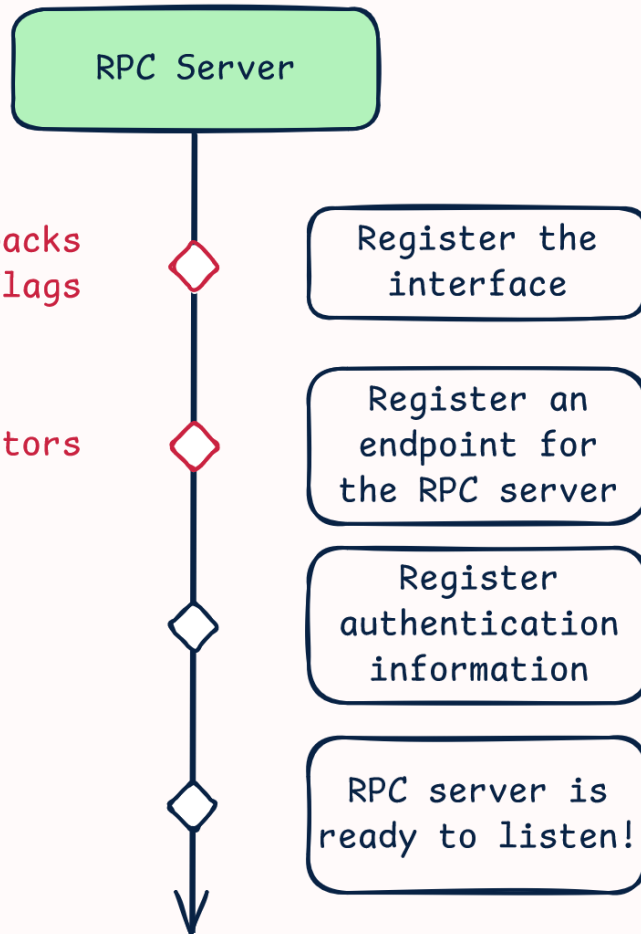 RPC Server
acks
lags
Register the
interface
tors
Register an
endpoint for
the RPC server
Register
authentication
information
RPC server is
ready to listen!